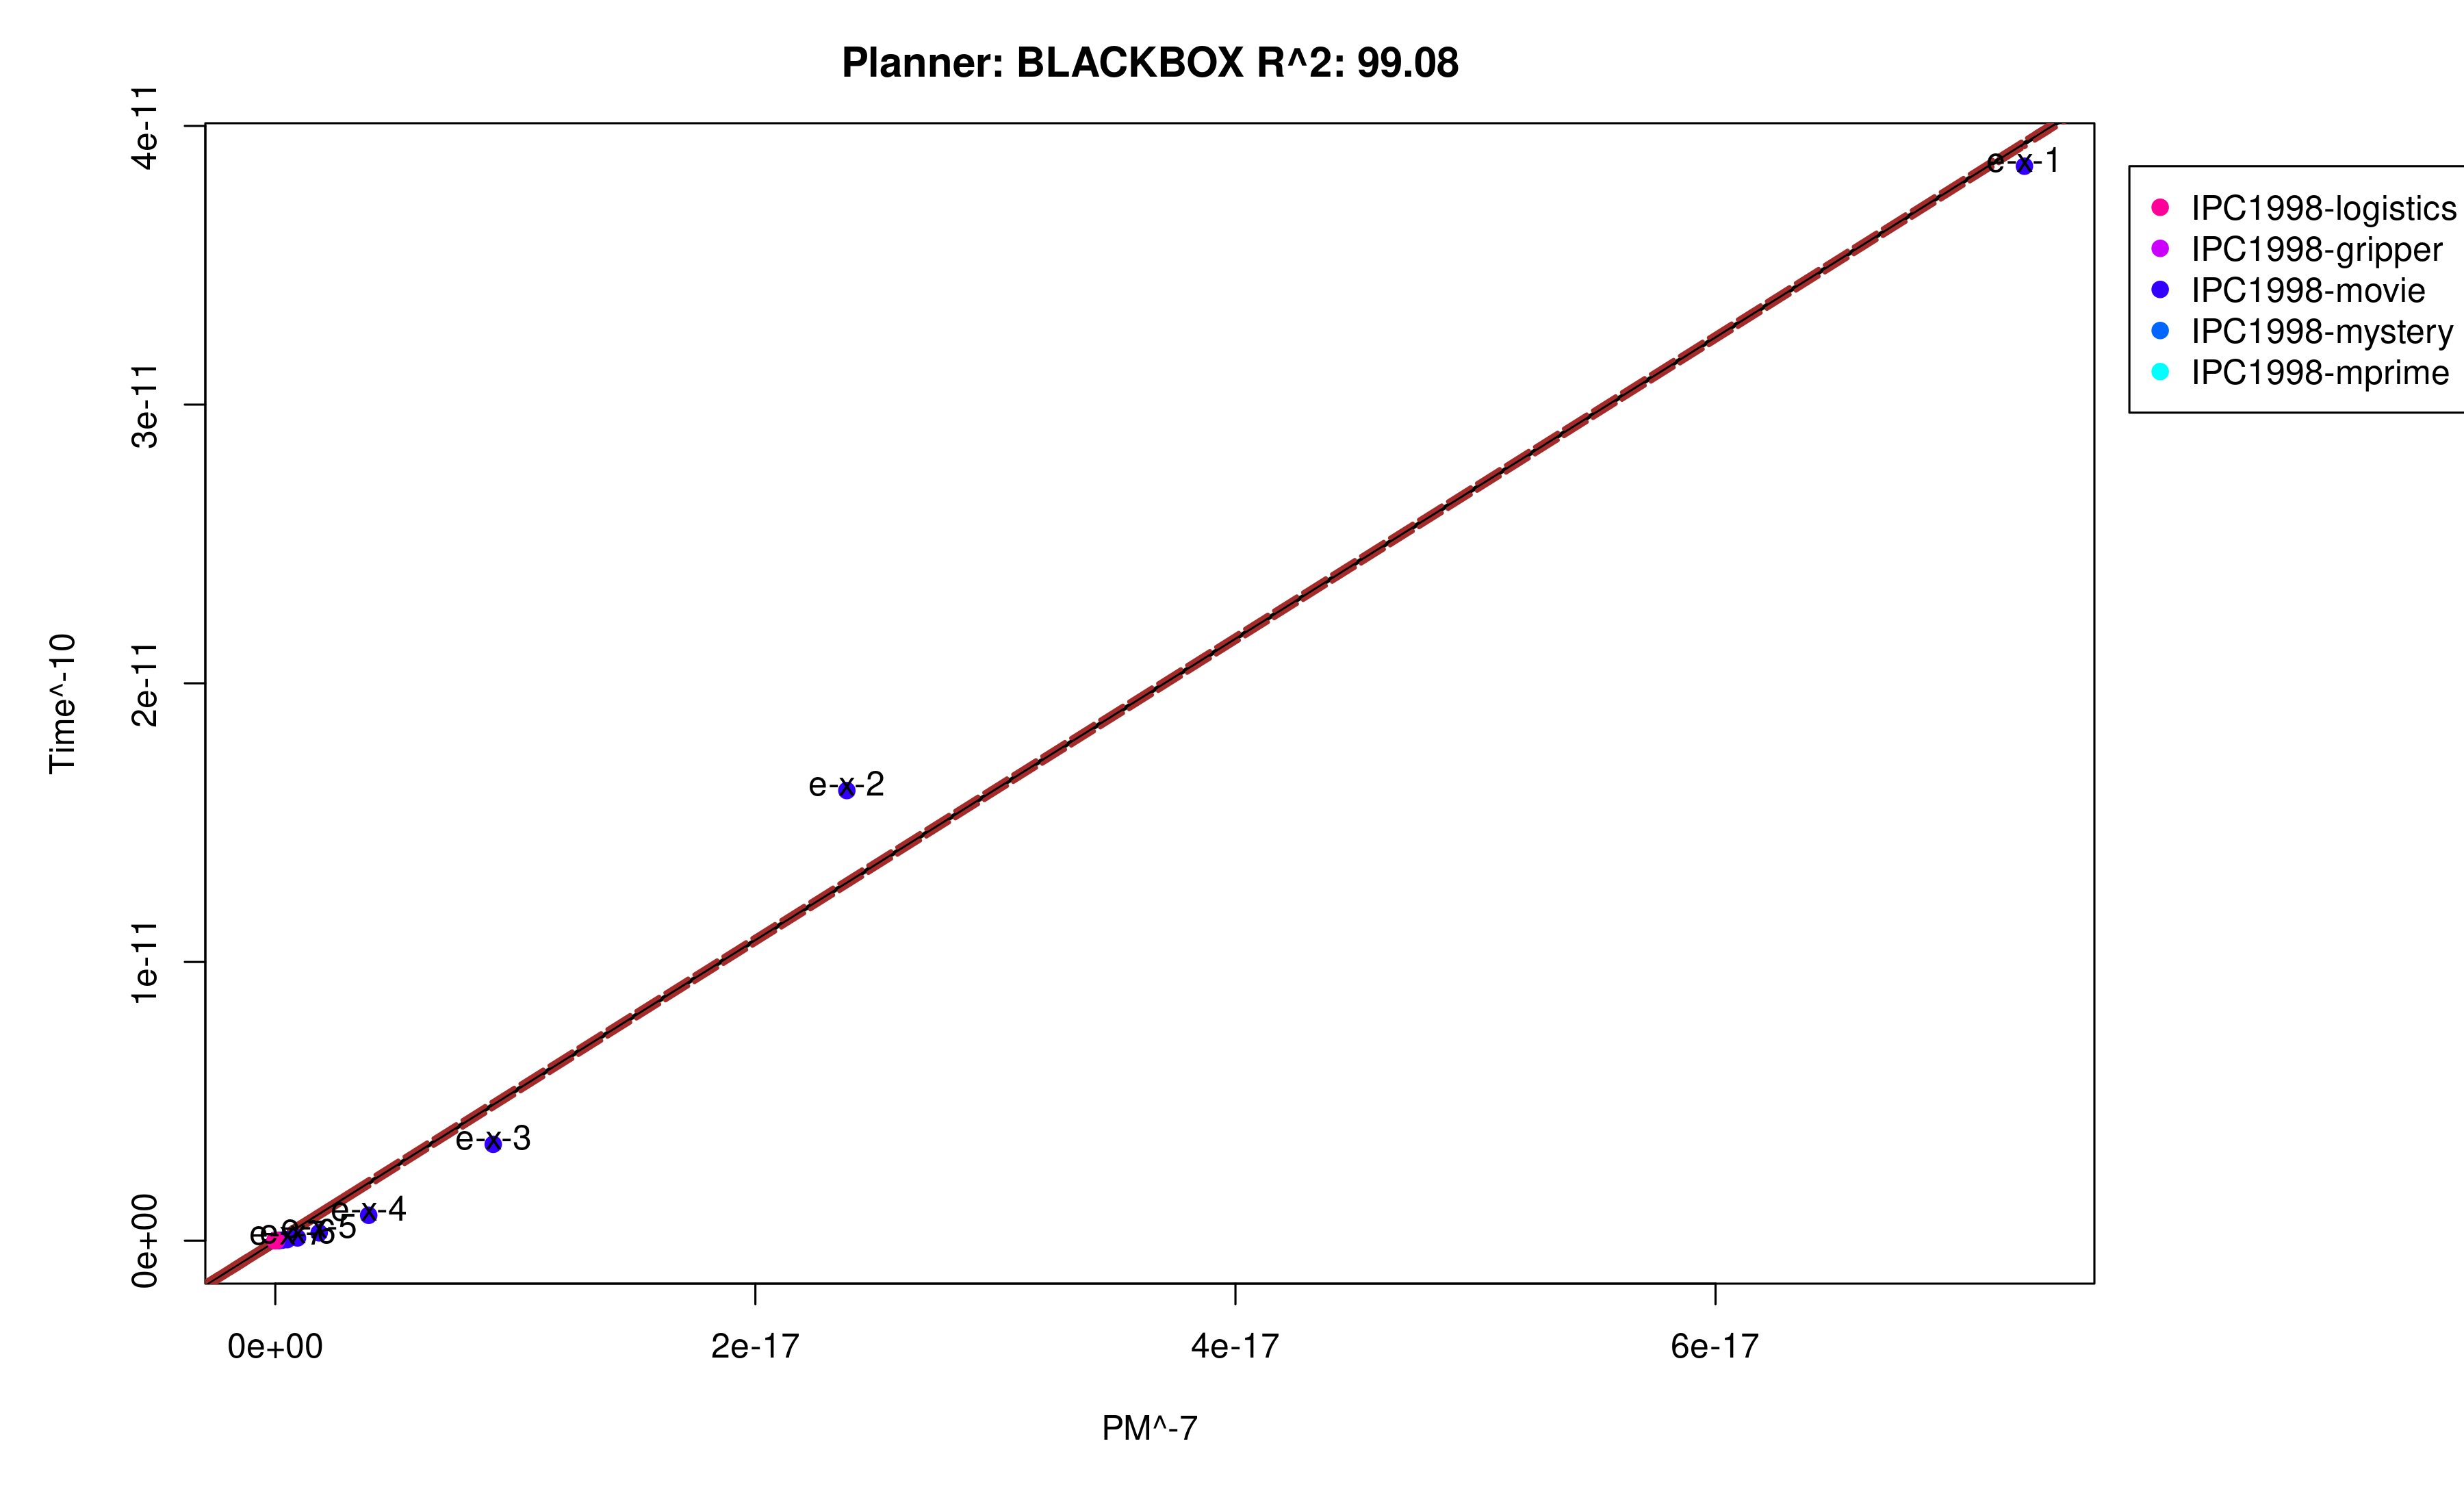 Planner: BLACKBOX R^2: 99.08
4e-11
3e-11
2e-11
1e-11
0e+00
Time^-10
e-x-1
e-x-2
e-x-3
e-x-4
0e+00
2e-17
4e-17
6e-17
PM^-7
IPC1998-logistics
IPC1998-gripper
IPC1998-movie
IPC1998-mystery
IPC1998-mprime